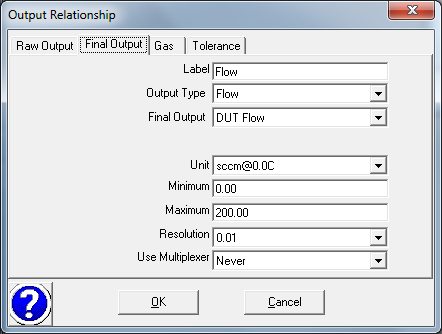 Output Relationship
Raw Output Final Output Gas Tolerance
Label Flow
Output Type Flow
Final Output DUT Flow
Unit sccm@0.0C
Minimum 0.00
Maximum 200.00
Resolution 0.01
Use Multiplexer Never
? OK Cancel